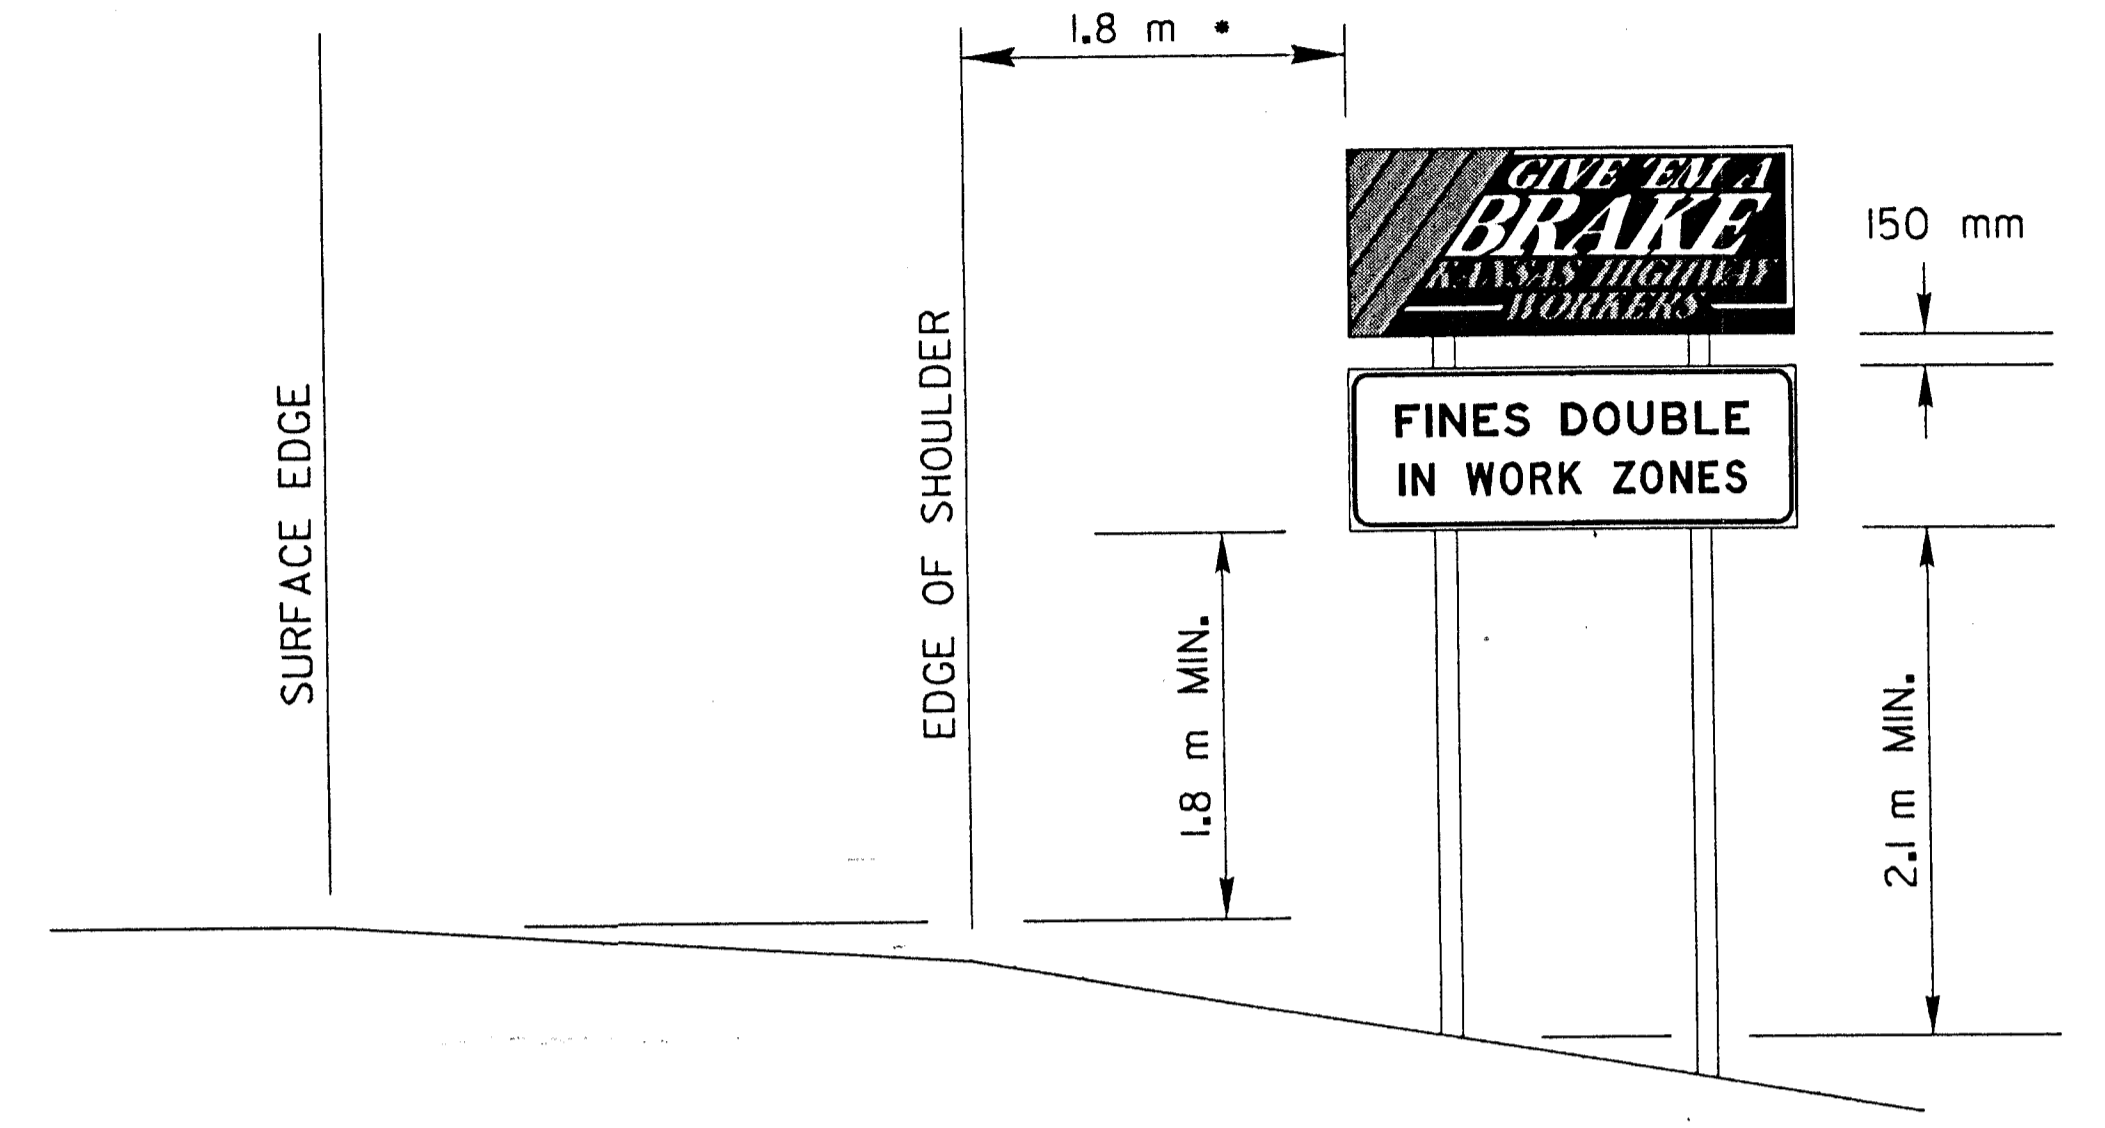 1.8 m *
GIVE 'EM A
BRAKE
KANSAS HIGHWAY
WORKERS
150 mm
FINES DOUBLE
IN WORK ZONES
SURFACE EDGE
EDGE OF SHOULDER
1.8 m MIN.
2.1 m MIN.